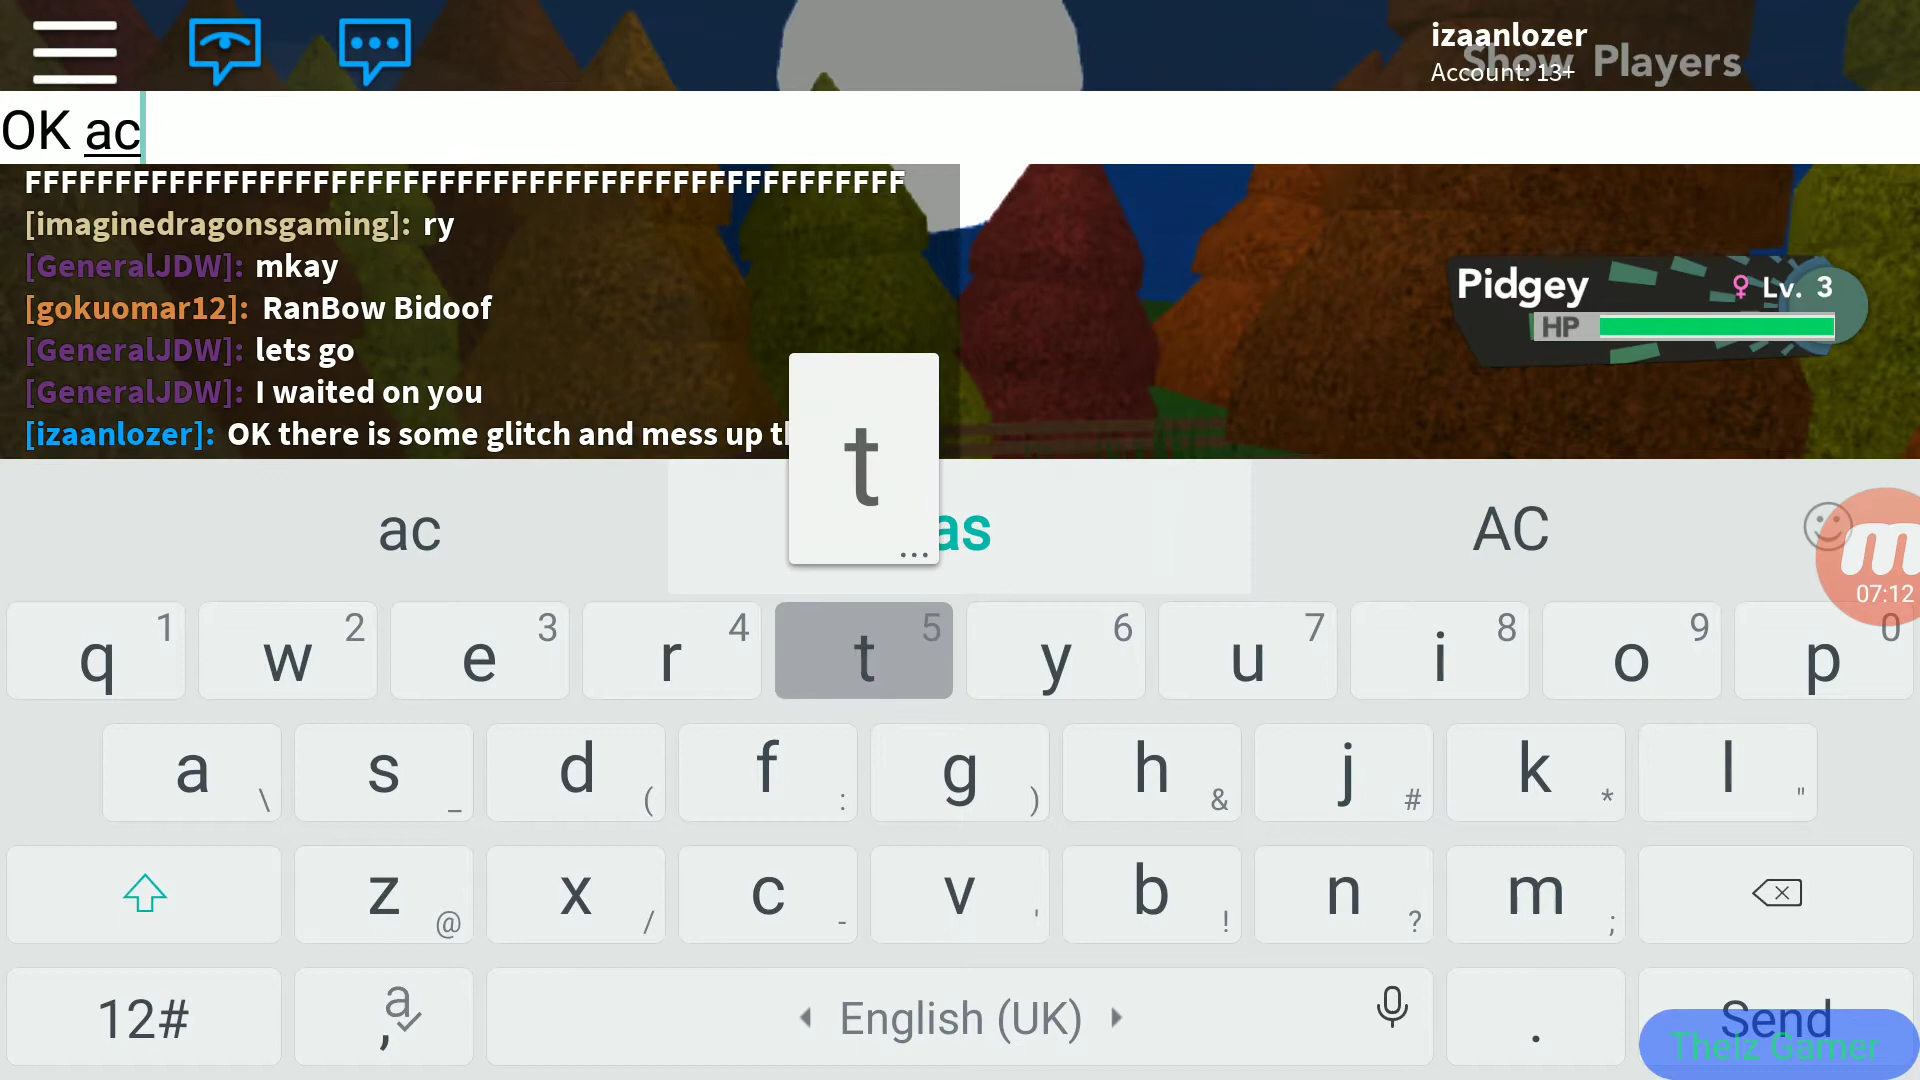 izaanlozer
Account: 13+
Show Players
OK ac
FFFFFFFFFFFFFFFFFFFFFFFFFFFFFFFFFFFFFFFFFFFFFFFFF
[imaginedragonsgaming]: ry
[GeneralJDW]: mkay
[gokuomar12]: RanBow Bidoof
[GeneralJDW]: lets go
[GeneralJDW]: I waited on you
[izaanlozer]: OK there is some glitch and mess up
Pidgey ♀ Lv. 3
HP
t
...
ac as AC
07:12
q 1 w 2 e 3 r 4 t 5 y 6 u 7 i 8 o 9 p 0
a \ s _ d ( f : g ) h & j # k * l "
z @ x / c - v ' b ! n ? m ;
12# , a English (UK) . Send
TheIz Gamer